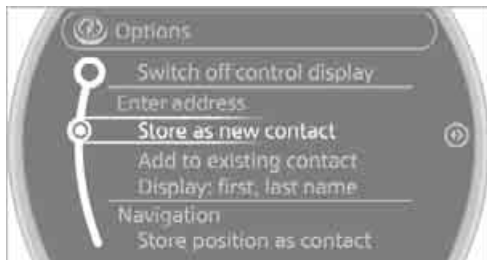 Options
Switch off control display
Enter address
Store as new contact
Add to existing contact
Display: first, last name
Navigation
Store position as contact